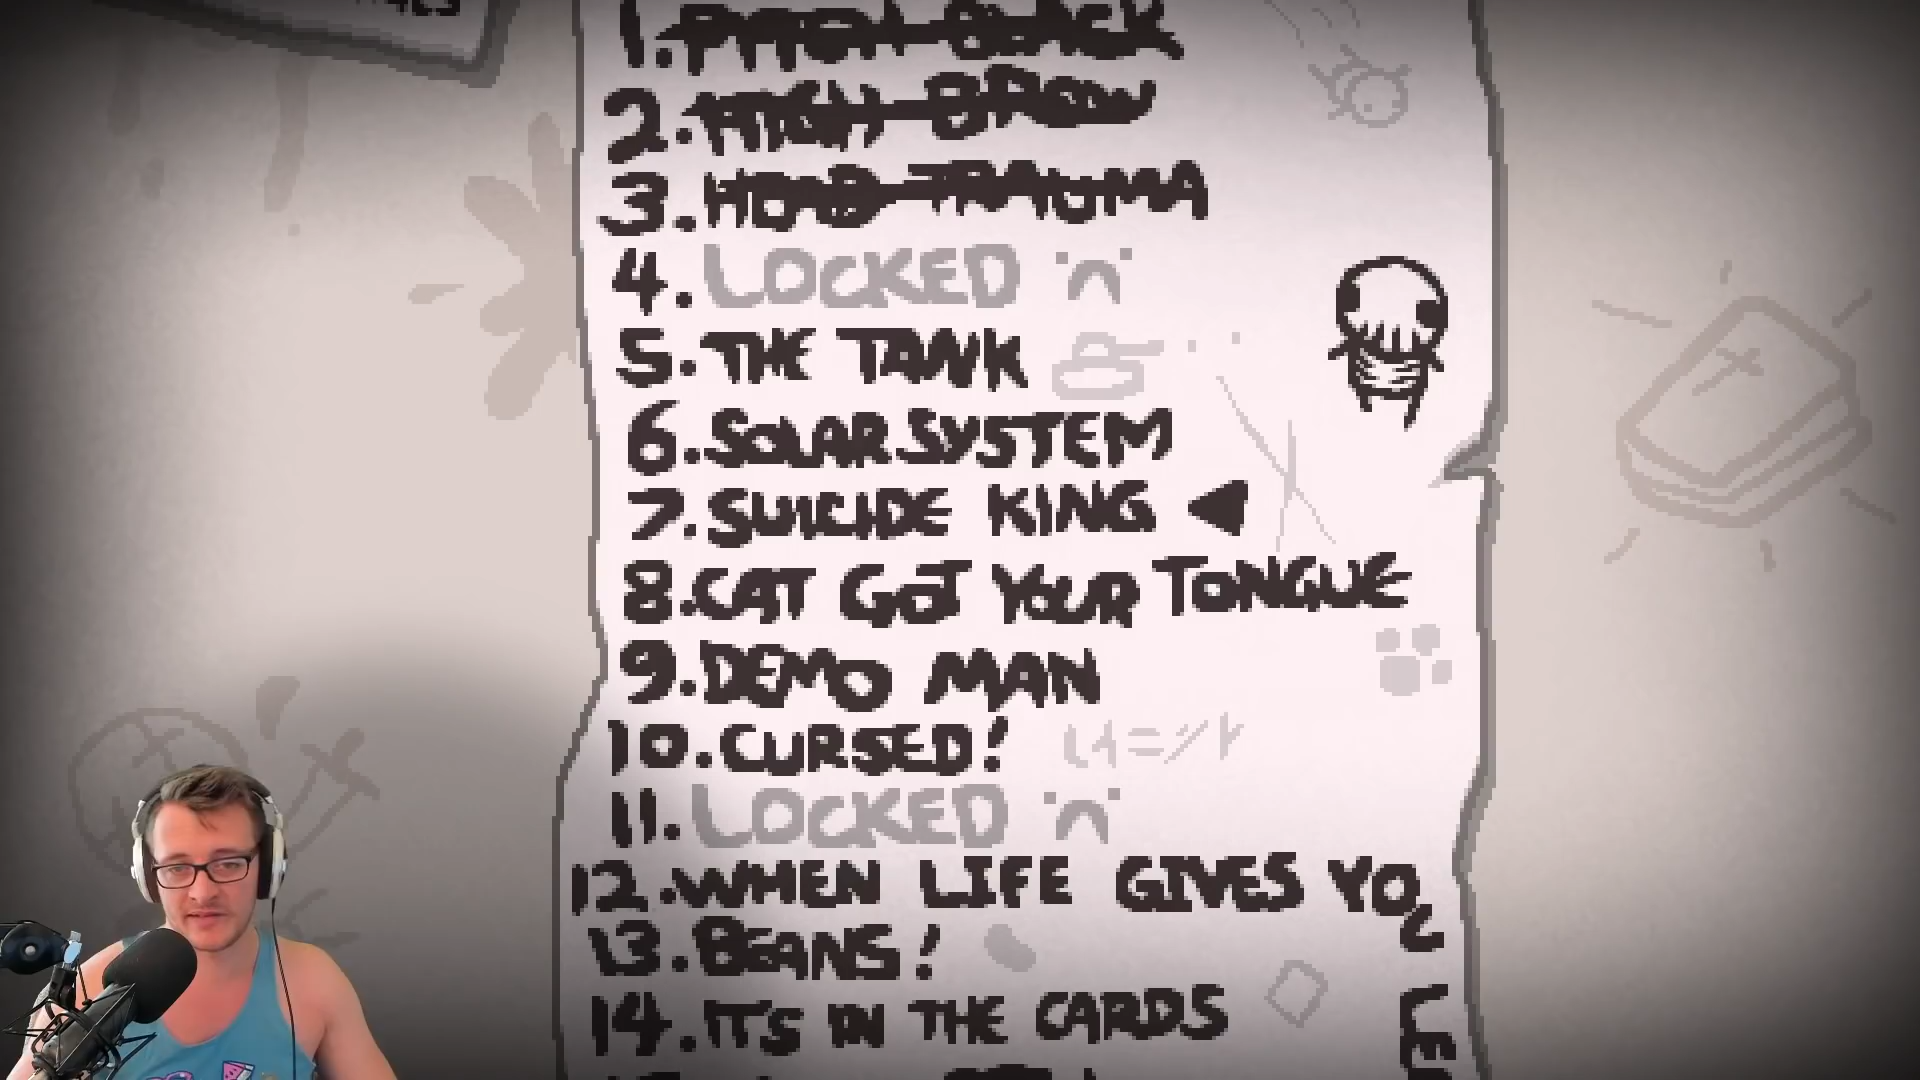 1. PITCH BLACK
2. HIGH BROW
3. HEAD TRAUMA
4. LOCKED
5. THE TANK
6. SOLAR SYSTEM
7. SUICIDE KING ◀
8. CAT GOT YOUR TONGUE
9. DEMO MAN
10. CURSED!
11. LOCKED
12. WHEN LIFE GIVES YOU LE
13. BEANS!
14. IT'S IN THE CARDS